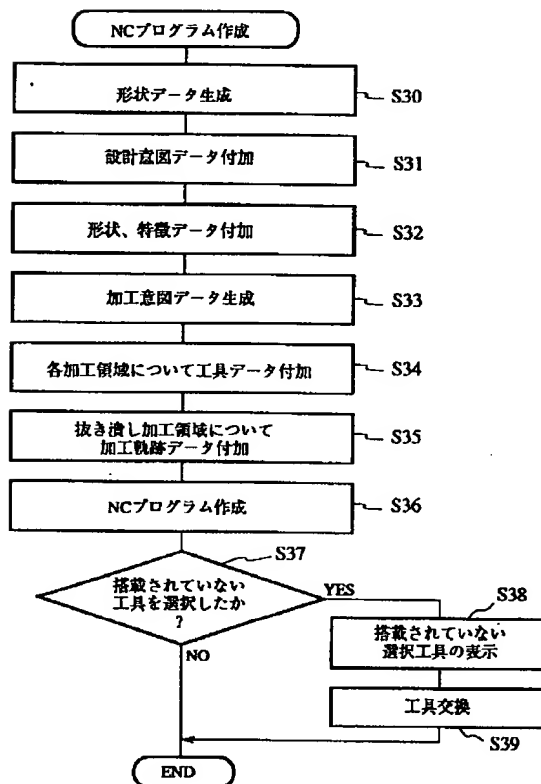 NCプログラム作成
形状データ生成
S30
設計意図データ付加
S31
形状、特徴データ付加
S32
加工意図データ生成
S33
各加工領域について工具データ付加
S34
抜き潰し加工領域について
加工軌跡データ付加
S35
NCプログラム作成
S36
S37
搭載されていない
工具を選択したか
?
YES
NO
S38
搭載されていない
選択工具の表示
工具交換
S39
END